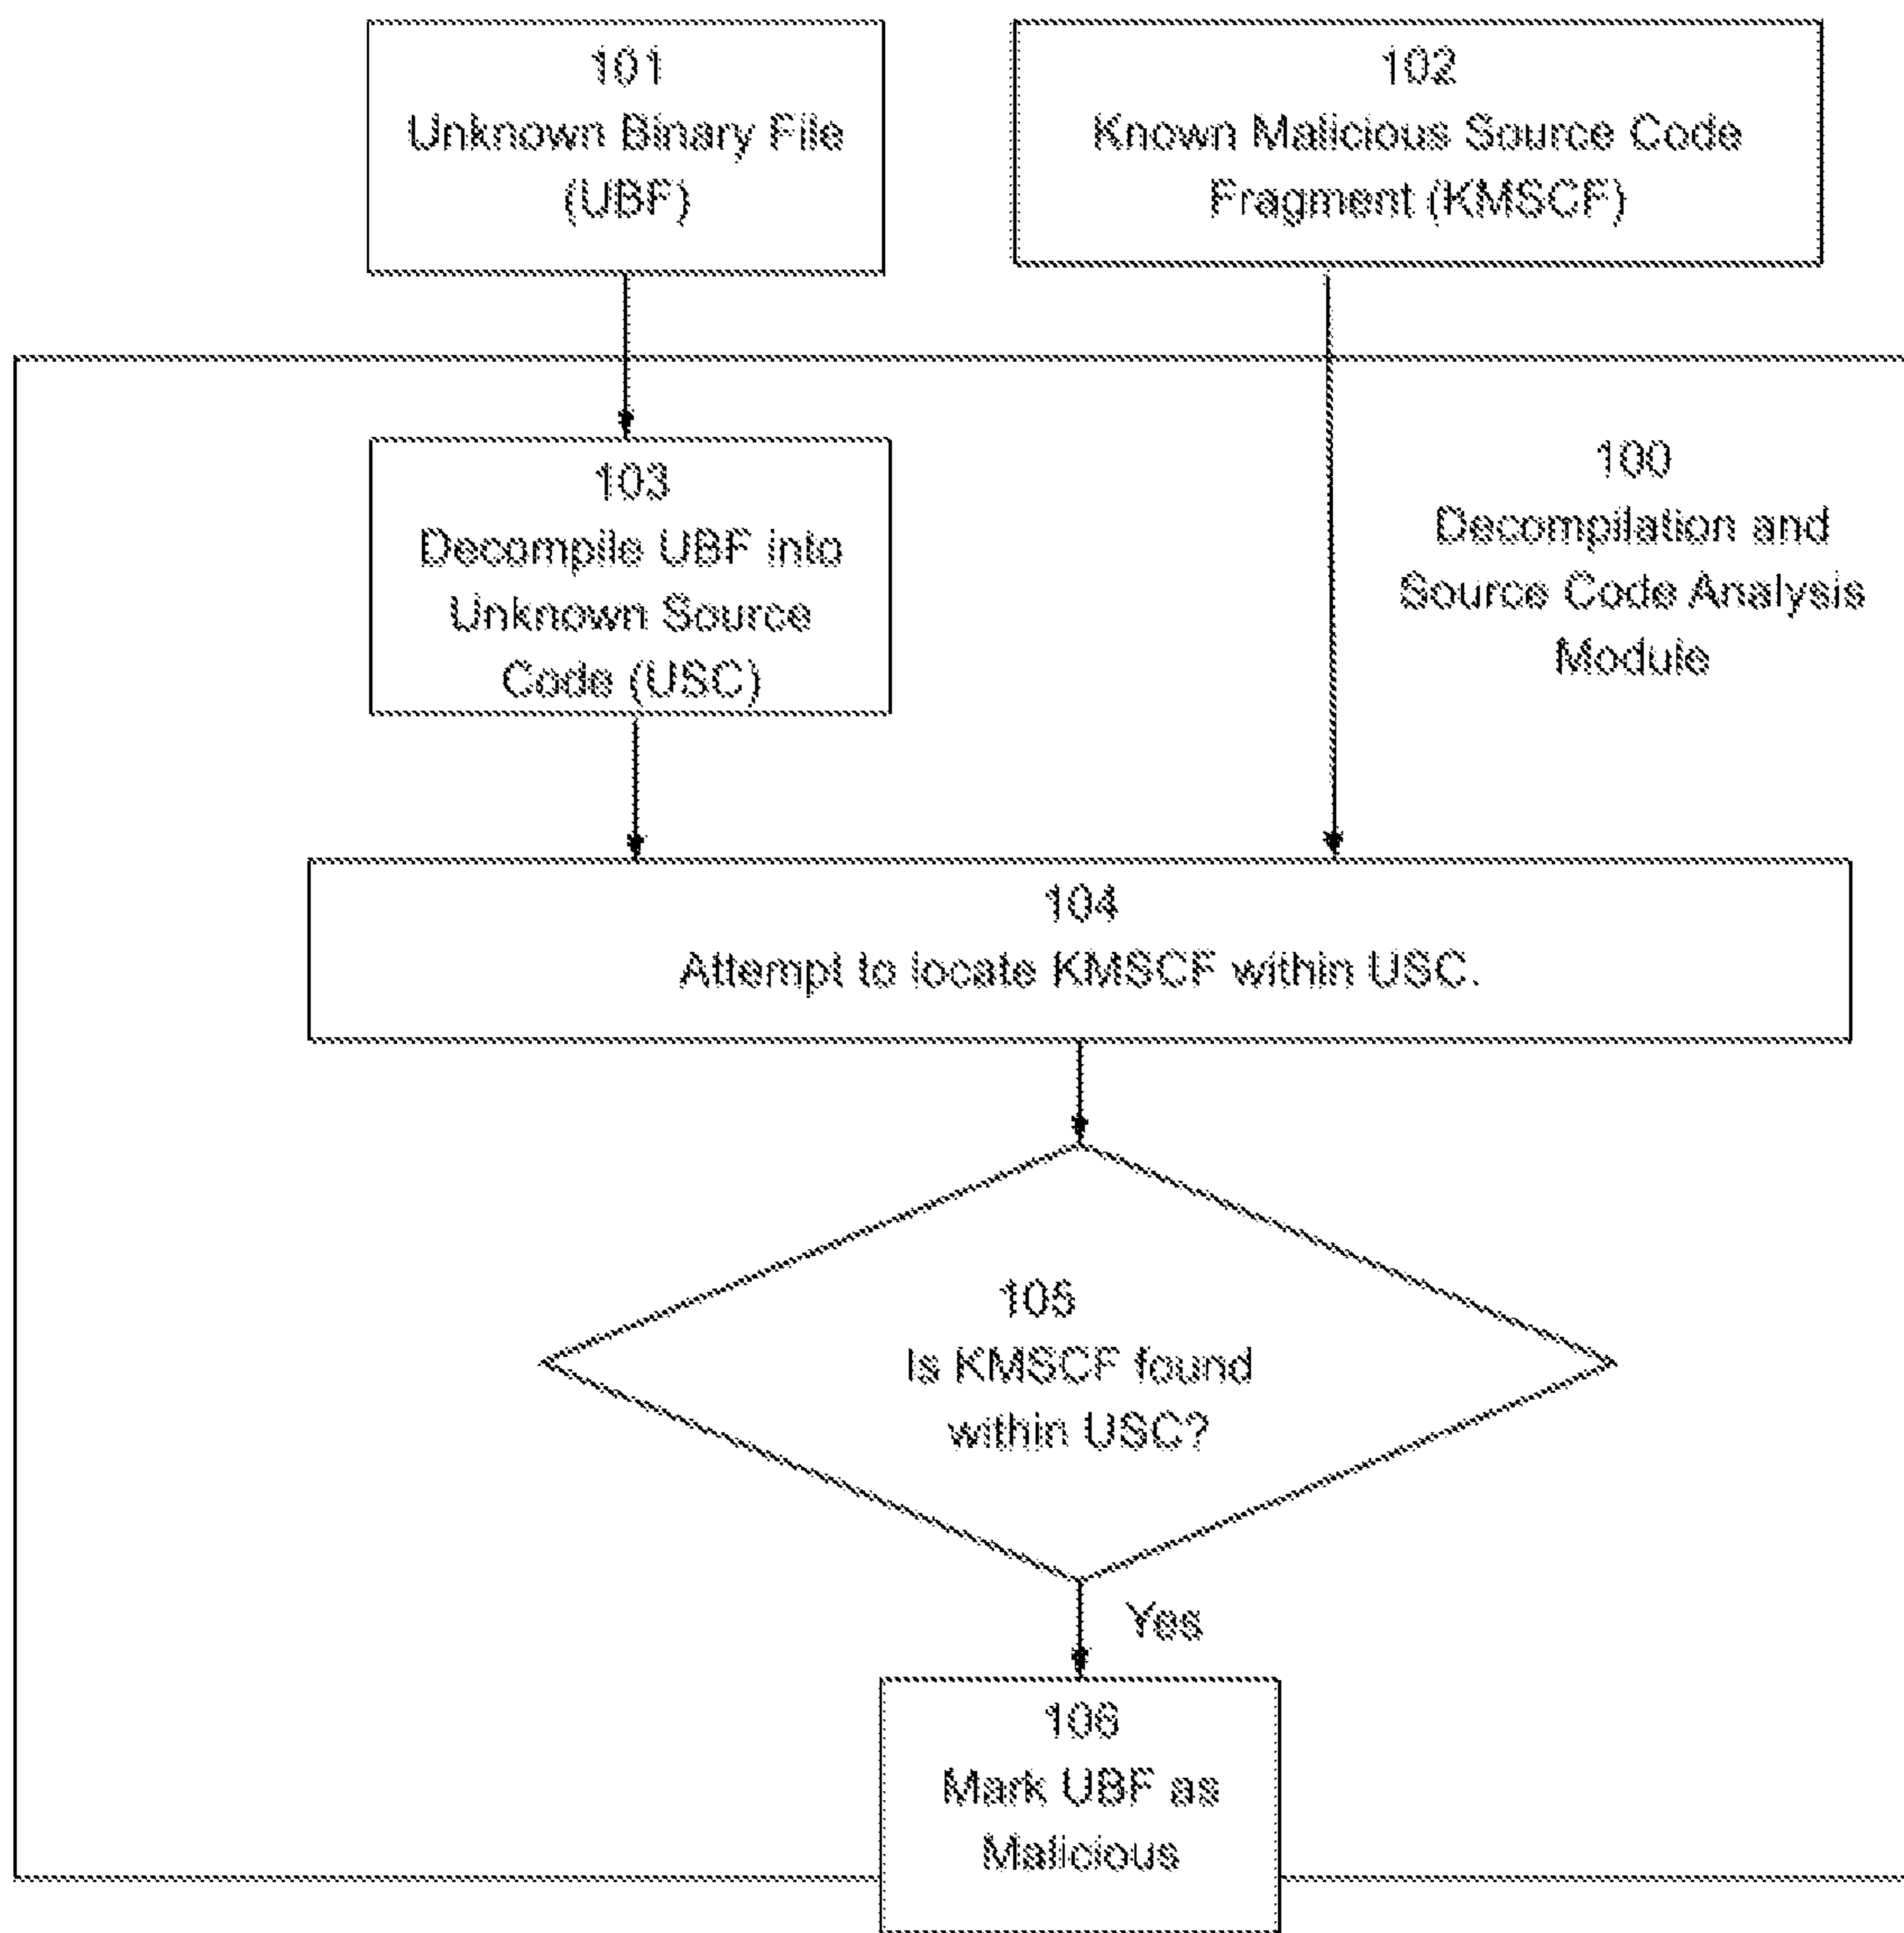 101
Unknown Binary File
(UBF)
102
Known Malicious Source Code
Fragment (KMSCF)
103
Decompile UBF into
Unknown Source
Code (USC)
100
Decompilation and
Source Code Analysis
Module
104
Attempt to locate KMSCF within USC.
105
Is KMSCF found
within USC?
Yes
106
Mark UBF as
Malicious